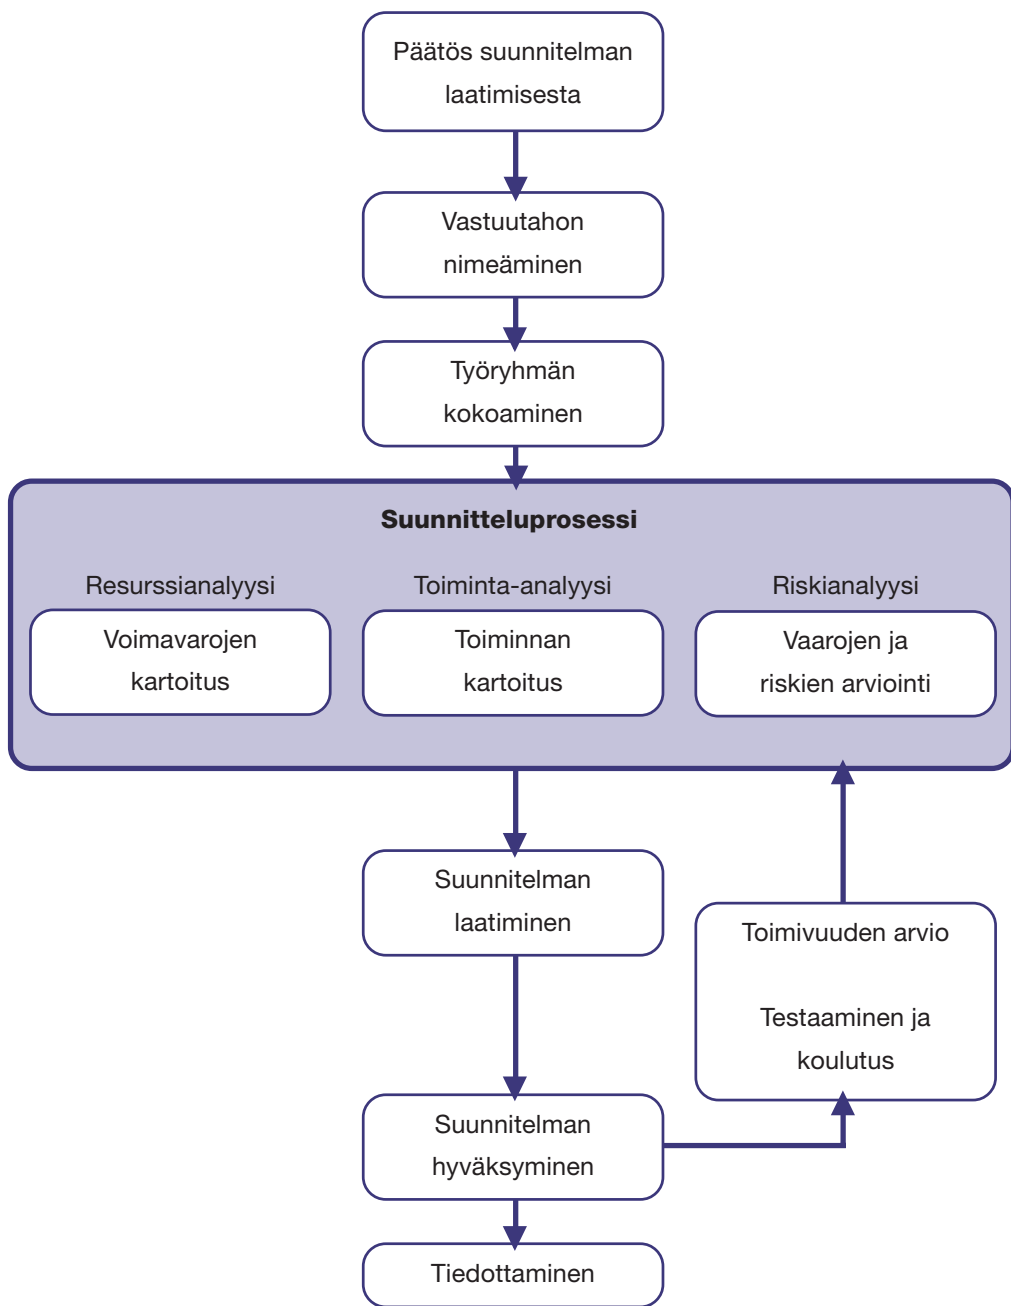 Päätös suunnitelman
laatimisesta
Vastuutahon
nimeäminen
Työryhmän
kokoaminen
Suunnitteluprosessi
Resurssianalyysi
Voimavarojen
kartoitus
Toiminta-analyysi
Toiminnan
kartoitus
Riskianalyysi
Vaarojen ja
riskien arviointi
Suunnitelman
laatiminen
Toimivuuden arvio
Testaaminen ja
koulutus
Suunnitelman
hyväksyminen
Tiedottaminen